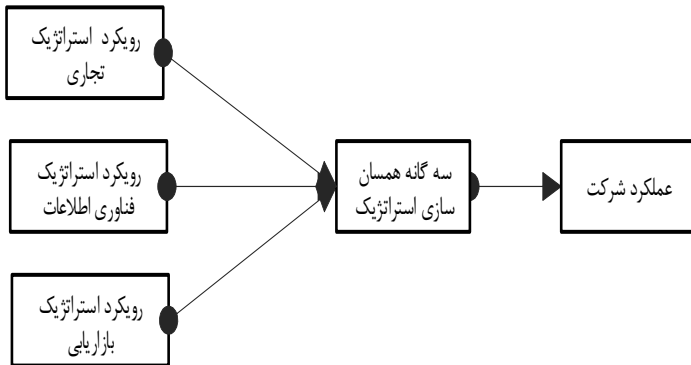 رویکرد استراتژیک
تجاری
رویکرد استراتژیک
فناوری اطلاعات
رویکرد استراتژیک
بازاریابی
سه گانه همسان
سازی استراتژیک
عملکرد شرکت